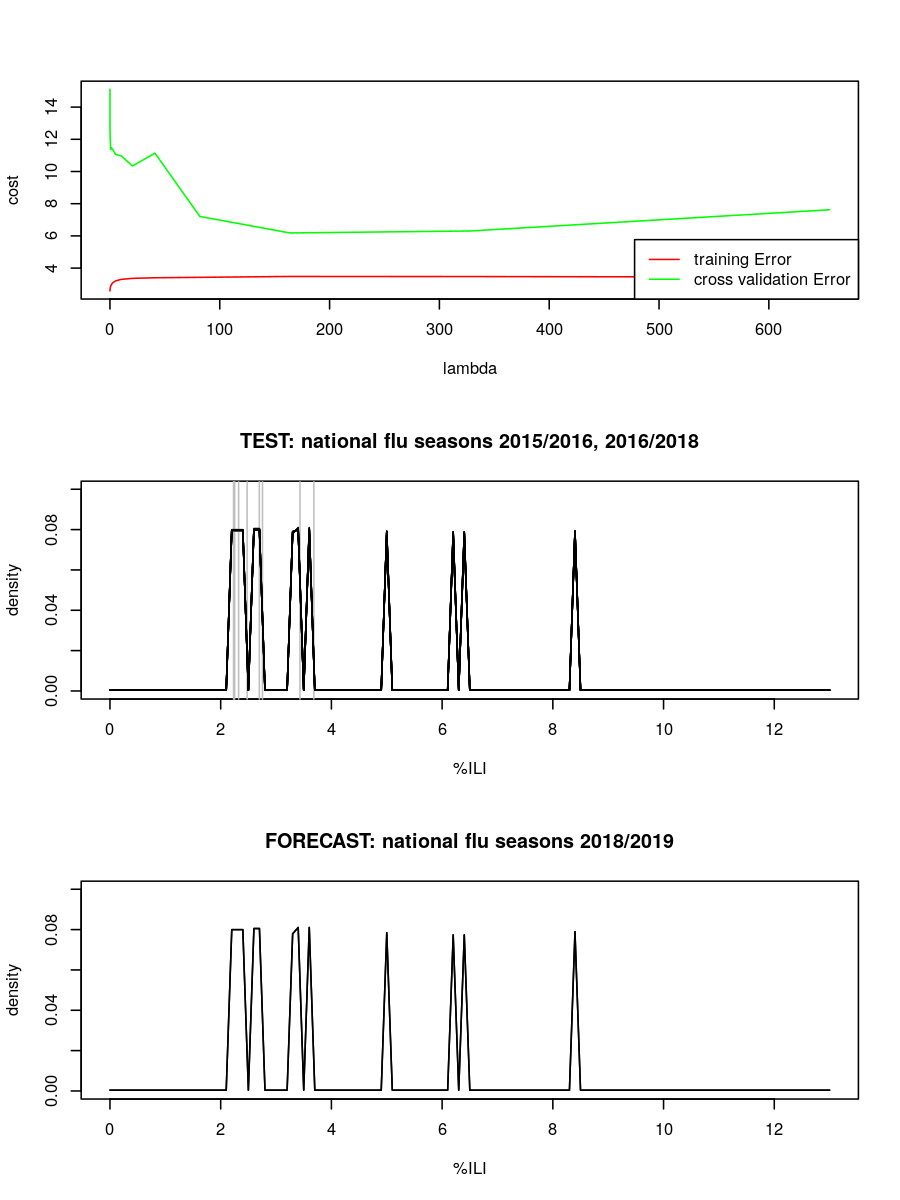 14
12
10
8
6
4
cost
training Error
cross validation Error
0 100 200 300 400 500 600
lambda
TEST: national flu seasons 2015/2016, 2016/2018
0.08
0.04
0.00
density
0 2 4 6 8 10 12
%ILI
FORECAST: national flu seasons 2018/2019
0.08
0.04
0.00
density
0 2 4 6 8 10 12
%ILI